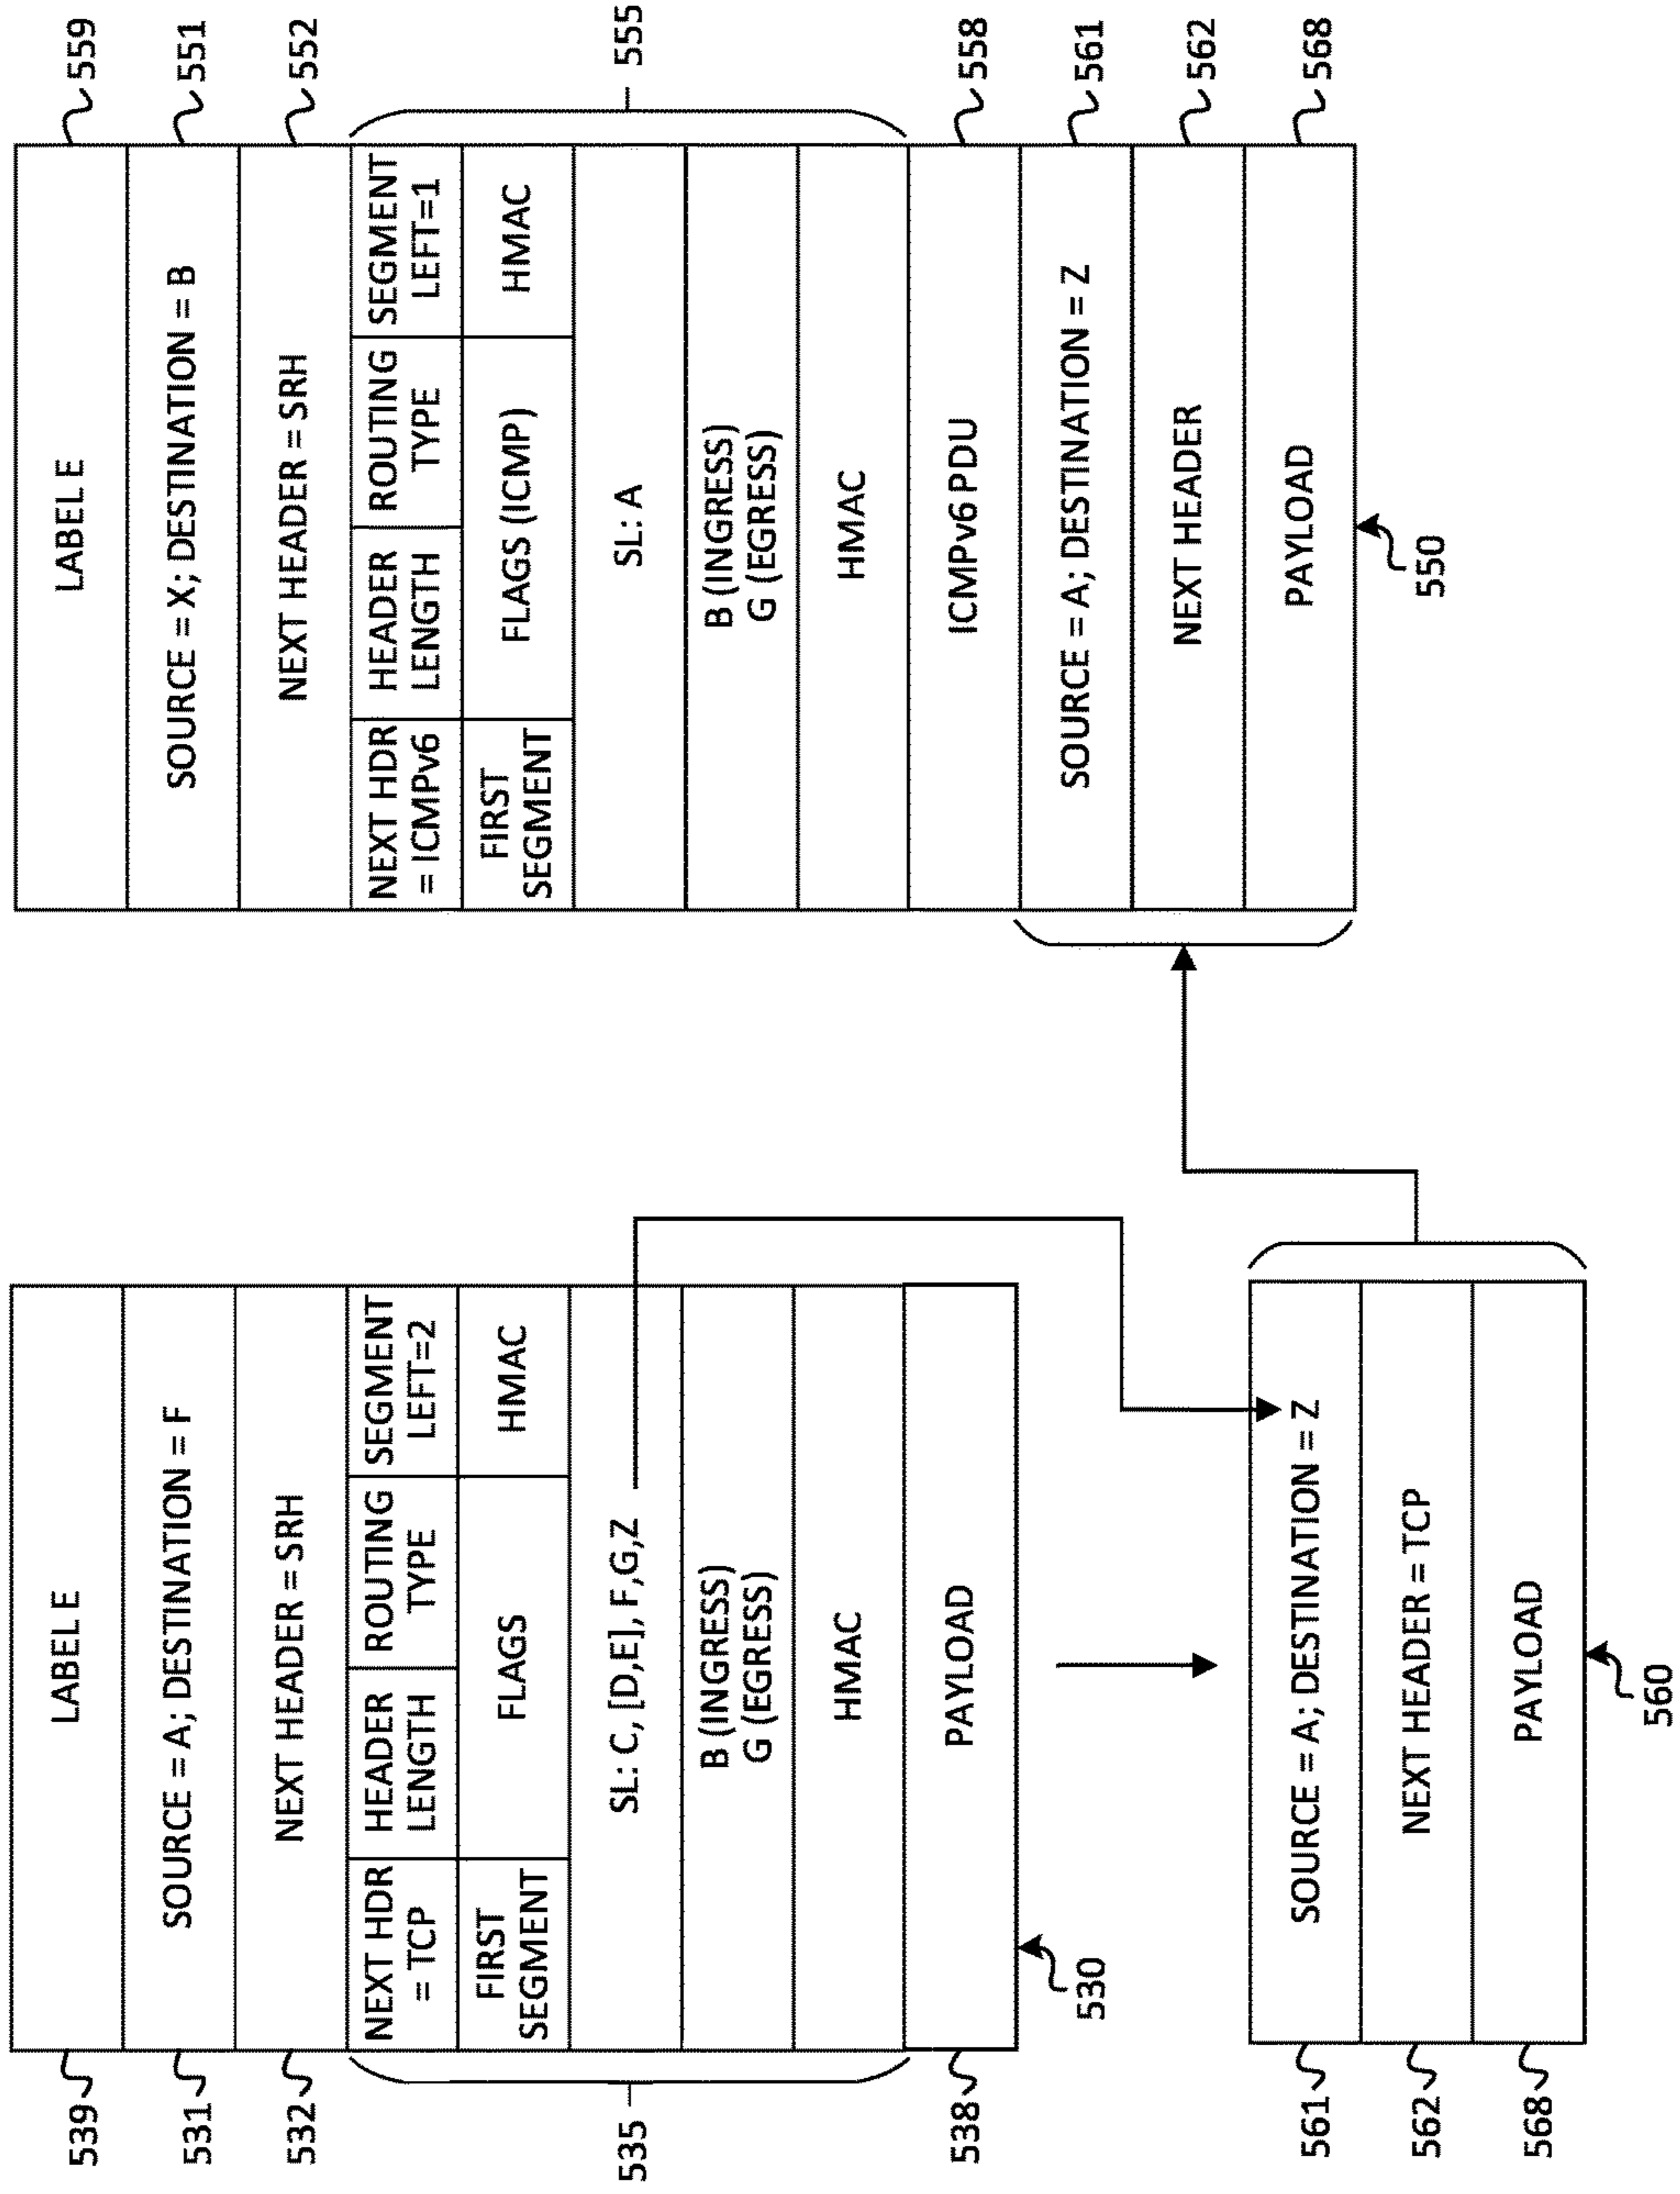 539
LABEL E
531
SOURCE = A; DESTINATION = F
532
NEXT HEADER = SRH
535
NEXT HDR
= TCP
HEADER
LENGTH
ROUTING
TYPE
SEGMENT
LEFT=2
FIRST
SEGMENT
FLAGS
HMAC
SL: C, [D,E], F,G,Z
B (INGRESS)
G (EGRESS)
HMAC
538
PAYLOAD
530
561
SOURCE = A; DESTINATION = Z
562
NEXT HEADER = TCP
568
PAYLOAD
560
LABEL E
559
SOURCE = X; DESTINATION = B
551
NEXT HEADER = SRH
552
NEXT HDR
= ICMPv6
HEADER
LENGTH
ROUTING
TYPE
SEGMENT
LEFT=1
FIRST
SEGMENT
FLAGS (ICMP)
HMAC
555
SL: A
B (INGRESS)
G (EGRESS)
HMAC
ICMPv6 PDU
558
SOURCE = A; DESTINATION = Z
561
NEXT HEADER
562
PAYLOAD
568
550